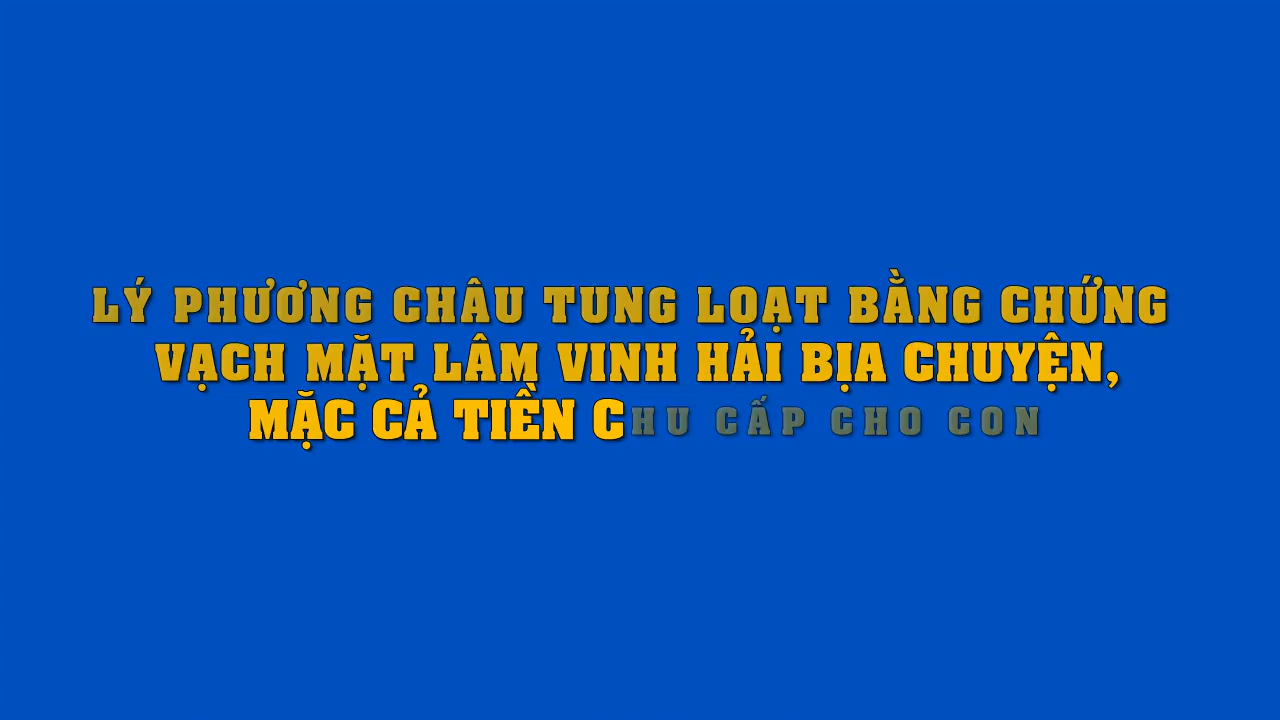 LÝ PHƯƠNG CHÂU TUNG LOẠT BẰNG CHỨNG
VẠCH MẶT LÂM VINH HẢI BỊA CHUYỆN,
MẶC CẢ TIỀN CHU CẤP CHO CON